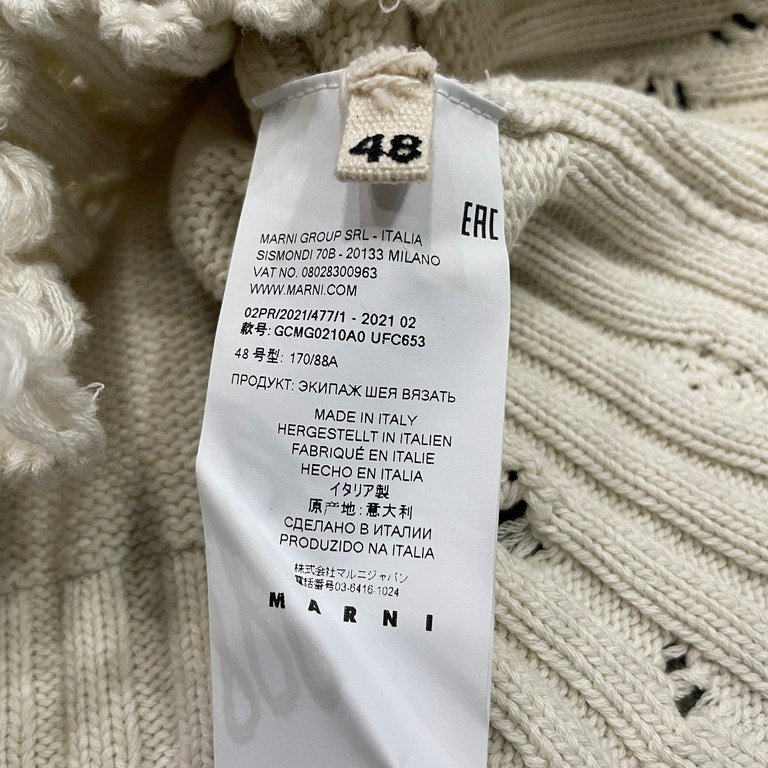 48
EAC
MARNI GROUP SRL - ITALIA
SISMONDI 70B - 20133 MILANO
VAT NO. 08028300963
WWW.MARNI.COM
02PR/2021/477/1 - 2021 02
款号: GCMG0210A0 UFC653
48 号型: 170/88A
ПРОДУКТ: ЭКИПАЖ ШЕЯ ВЯЗАТЬ
MADE IN ITALY
HERGESTELLT IN ITALIEN
FABRIQUÉ EN ITALIE
HECHO EN ITALIA
イタリア製
原产地: 意大利
СДЕЛАНО В ИТАЛИИ
PRODUZIDO NA ITALIA
株式会社マルニジャパン
電話番号03-6416-1024
MARNI